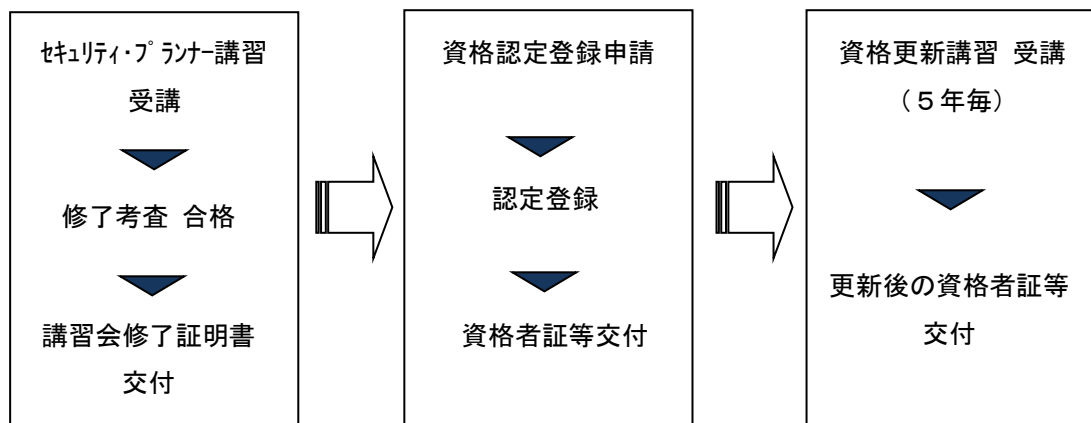 ｾｷｭﾘﾃｨ・ﾌﾟﾗﾝﾅｰ講習
受講
修了考査 合格
講習会修了証明書
交付
資格認定登録申請
認定登録
資格者証等交付
資格更新講習 受講
（５年毎）
更新後の資格者証等
交付